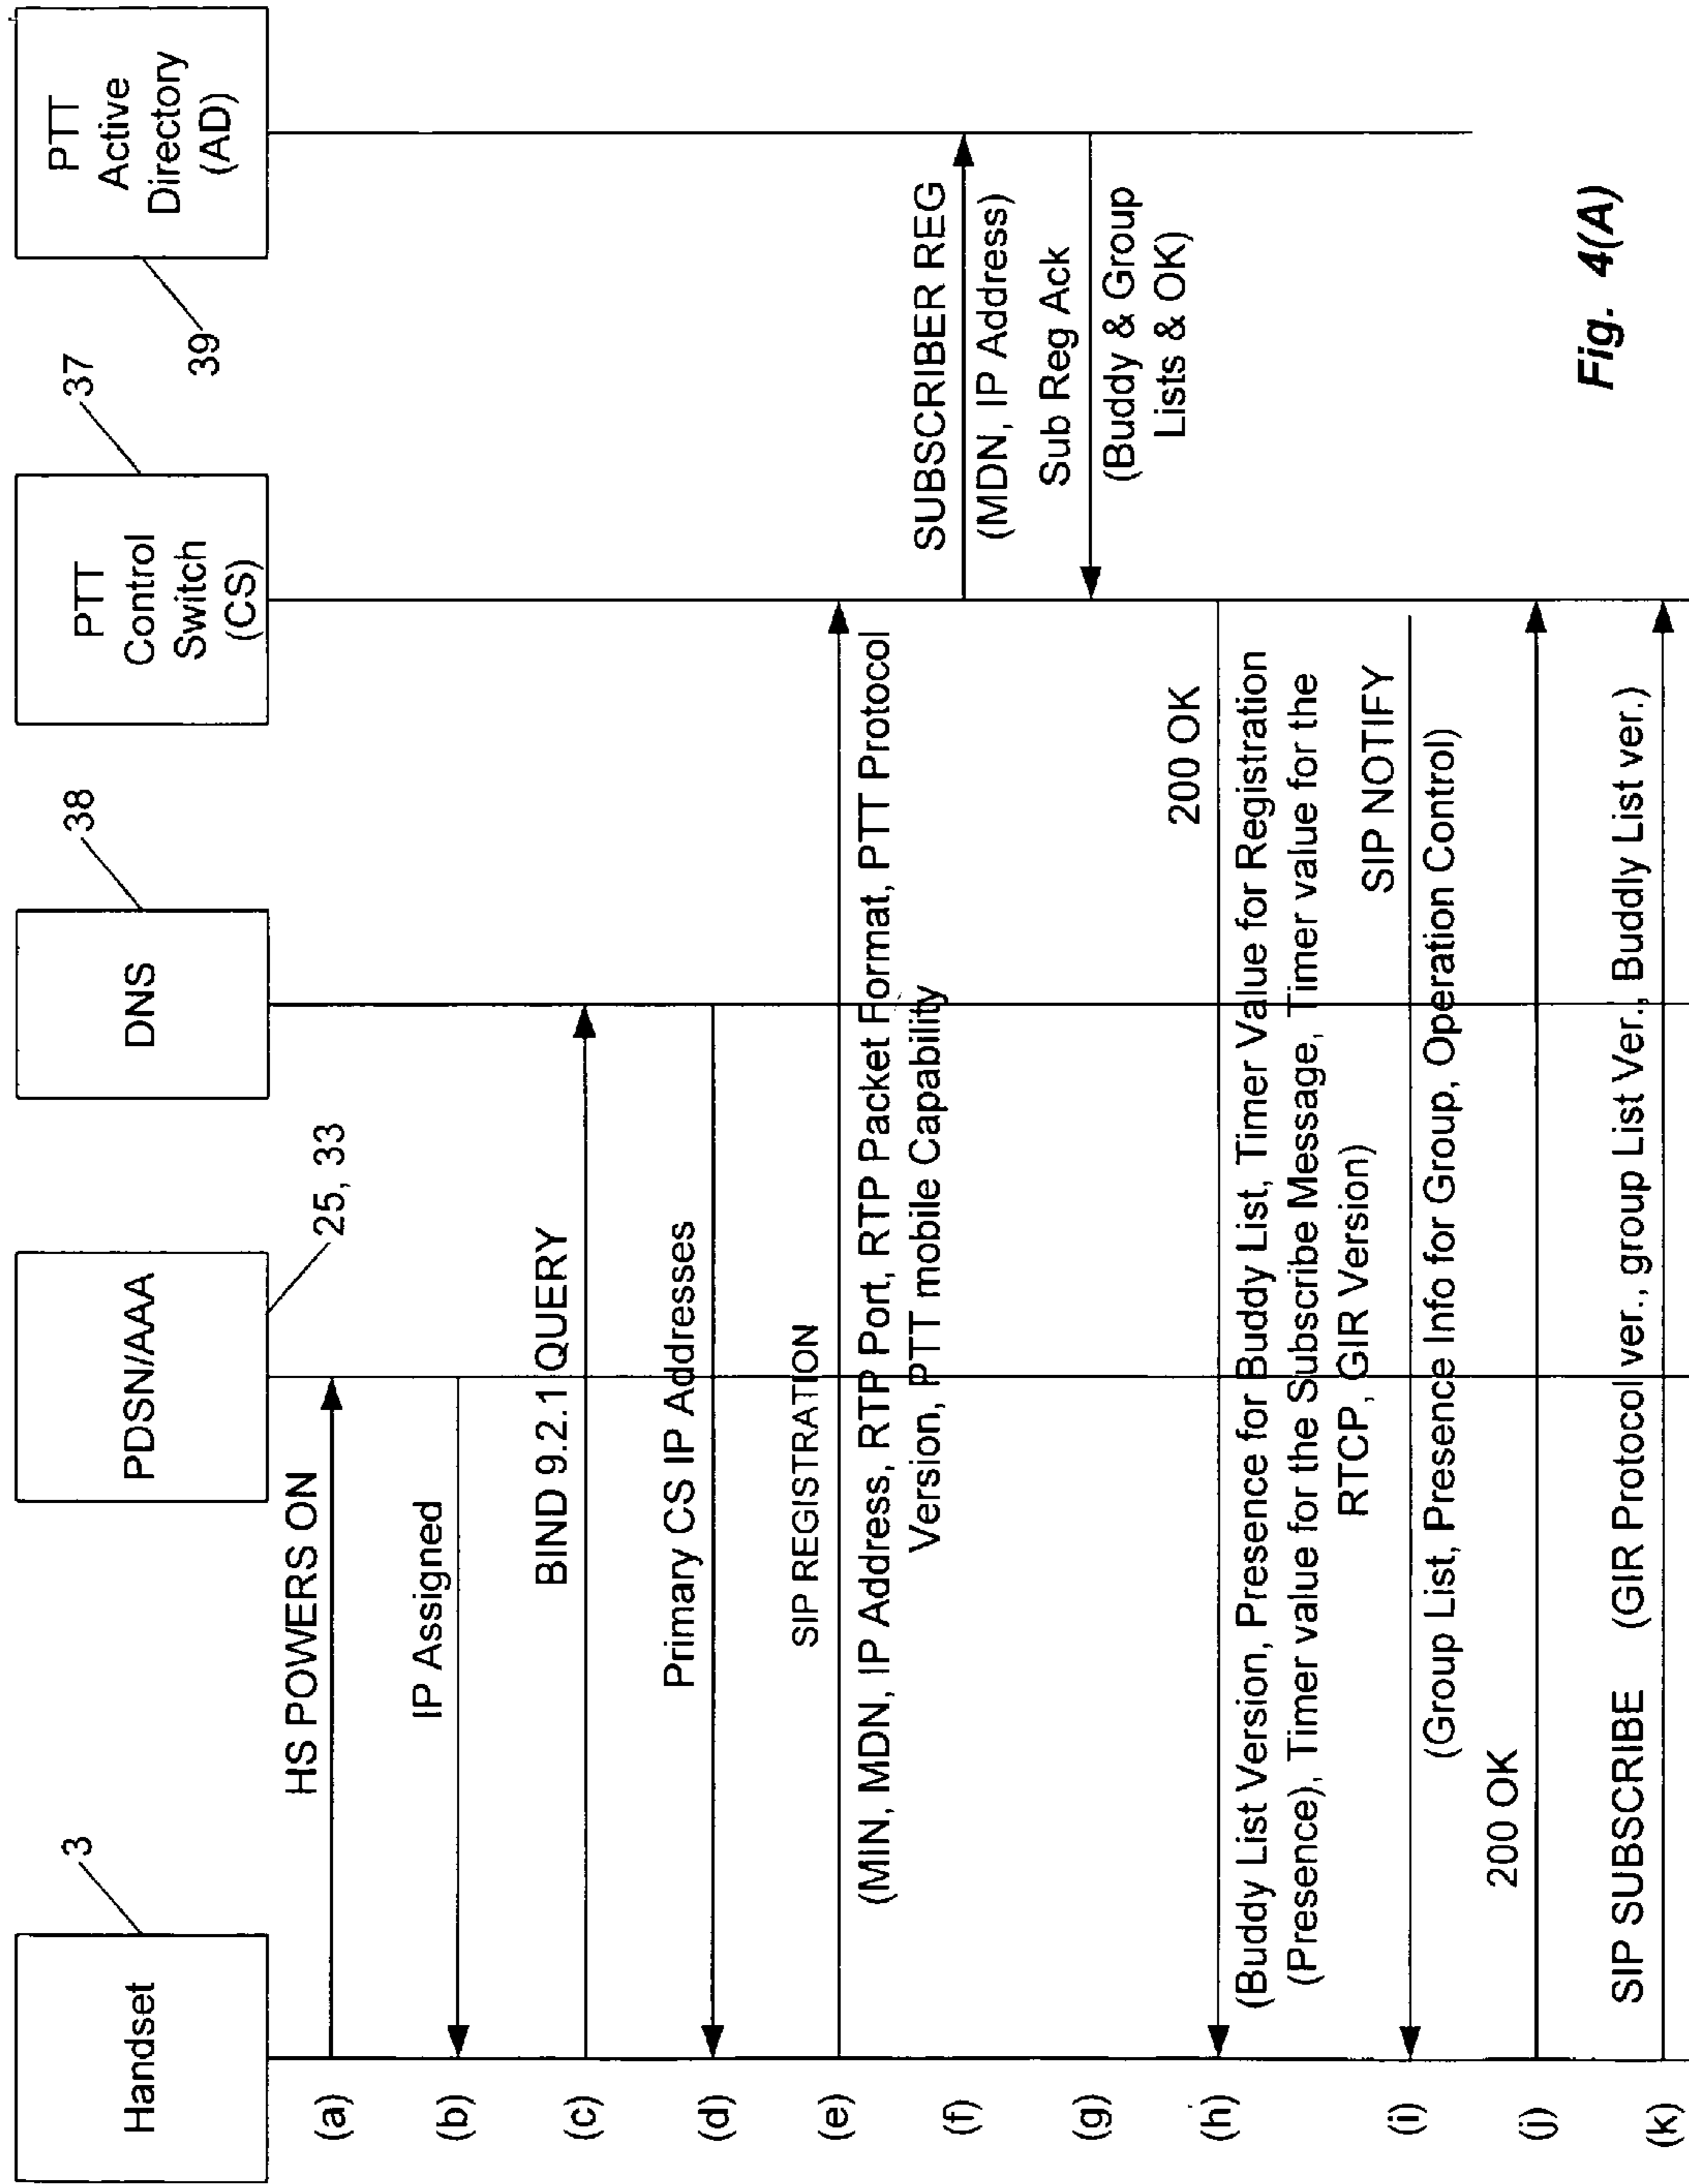 Handset
3
PDSN/AAA
25, 33
DNS
38
PTT
Control
Switch
(CS)
37
PTT
Active
Directory
(AD)
39
(a)
HS POWERS ON
(b)
IP Assigned
(c)
BIND 9.2.1 QUERY
(d)
Primary CS IP Addresses
(e)
SIP REGISTRATION
(MIN, MDN, IP Address, RTP Port, RTP Packet Format, PTT Protocol
Version, PTT mobile Capability
(f)
SUBSCRIBER REG
(MDN, IP Address)
(g)
Sub Reg Ack
(Buddy & Group
Lists & OK)
(h)
200 OK
(Buddy List Version, Presence for Buddy List, Timer Value for Registration
(Presence), Timer value for the Subscribe Message, Timer value for the
RTCP, GIR Version)
(i)
SIP NOTIFY
(Group List, Presence Info for Group, Operation Control)
(j)
200 OK
(k)
SIP SUBSCRIBE (GIR Protocol ver., group List Ver., Buddly List ver.)
Fig. 4(A)